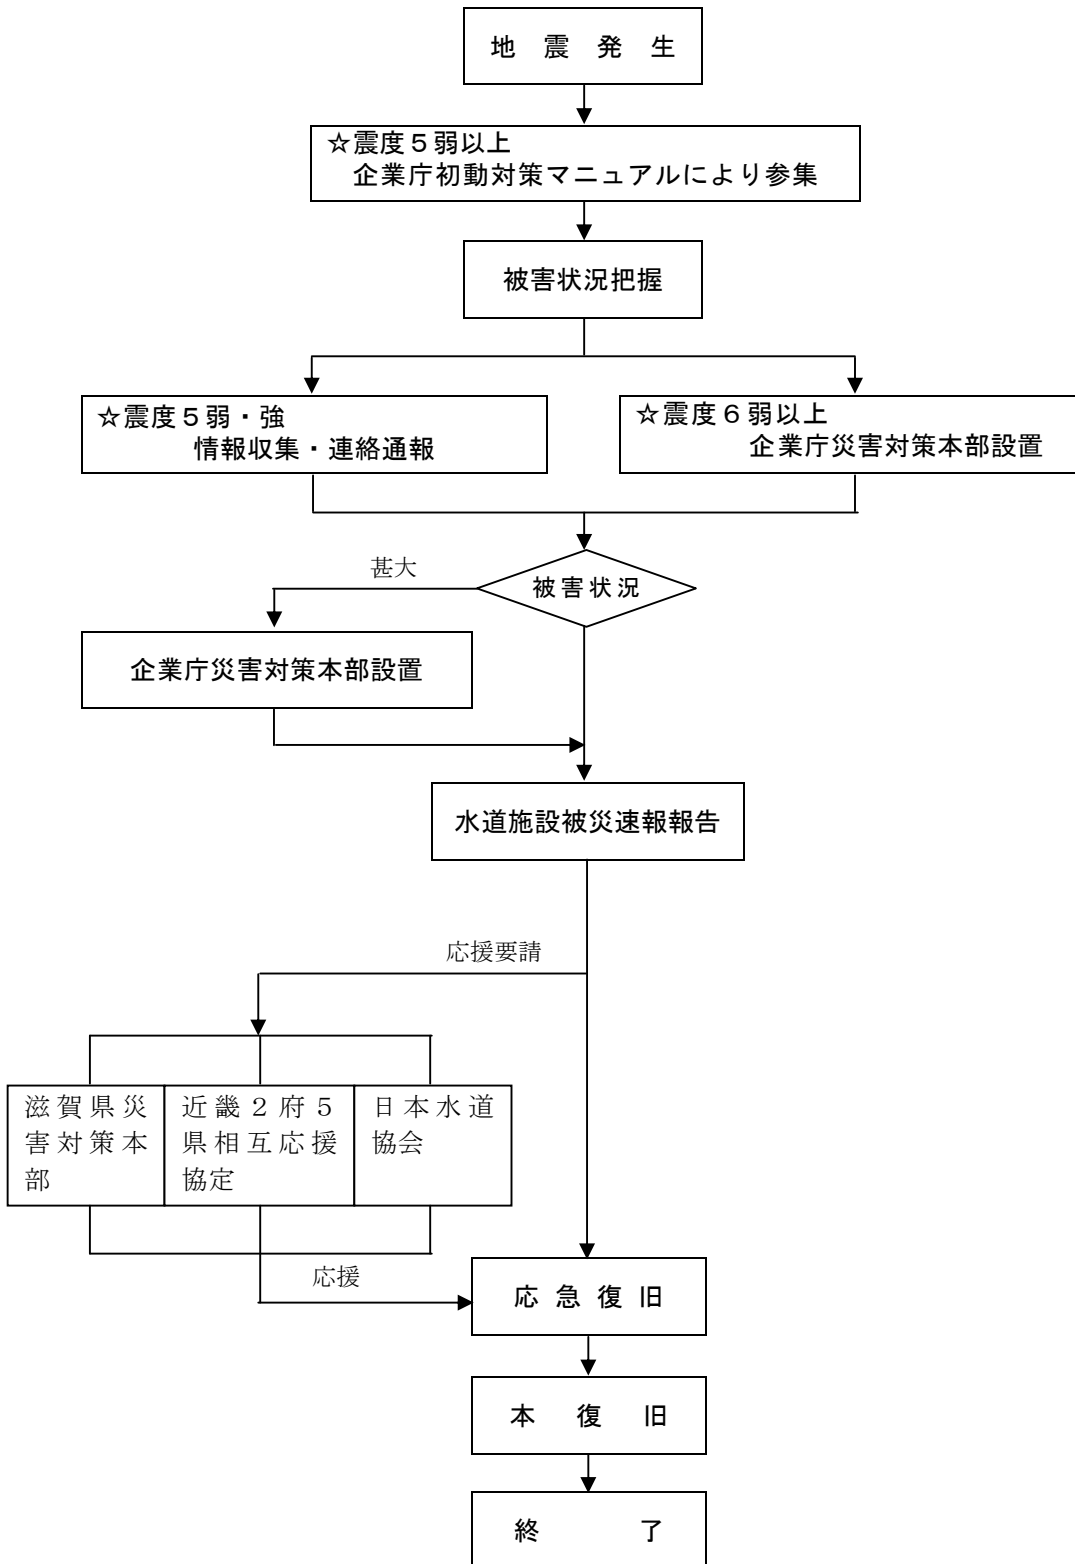 地　震　発　生
☆震度５弱以上
企業庁初動対策マニュアルにより参集
被害状況把握
☆震度５弱・強
情報収集・連絡通報
☆震度６弱以上
企業庁災害対策本部設置
甚大
被害状況
企業庁災害対策本部設置
水道施設被災速報報告
応援要請
滋賀県災
害対策本
部
近畿２府５
県相互応援
協定
日本水道
協会
応援
応 急 復 旧
本　復　旧
終　　　了